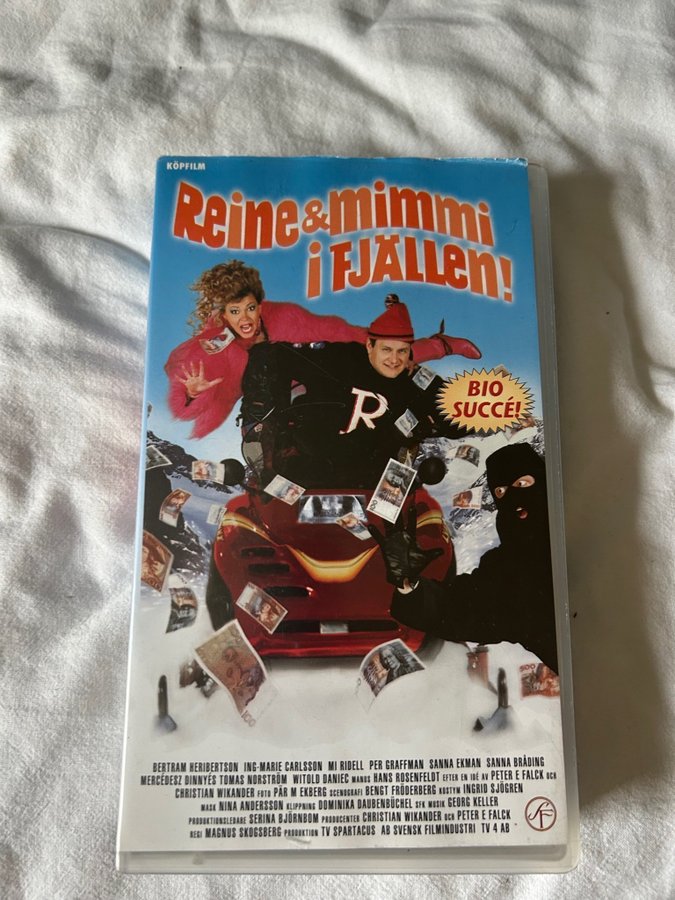 KÖPFILM
Reine & mimmi
i FJÄLLen!
BIO
SUCCÉ!
R
BERTRAM HERIBERTSON ING-MARIE CARLSSON MI RIDELL PER GRAFFMAN SANNA EKMAN SANNA BRÅDING
MERCÉDESZ DINNYÉS TOMAS NORSTRÖM WITOLD DANIEC MANUS HANS ROSENFELDT EFTER EN IDÉ AV PETER E FALCK OCH
CHRISTIAN WIKANDER FOTO PÄR M EKBERG SCENOGRAFI BENGT FRÖDERBERG KOSTYM INGRID SJÖGREN
MASK NINA ANDERSSON KLIPPNING DOMINIKA DAUBENBÜCHEL SFK MUSIK GEORG KELLER
PRODUKTIONSLEDARE SERINA BJÖRNBOM PRODUCENTER CHRISTIAN WIKANDER OCH PETER E FALCK
REGI MAGNUS SKOGSBERG PRODUKTION TV SPARTACUS AB SVENSK FILMINDUSTRI TV 4 AB
SF